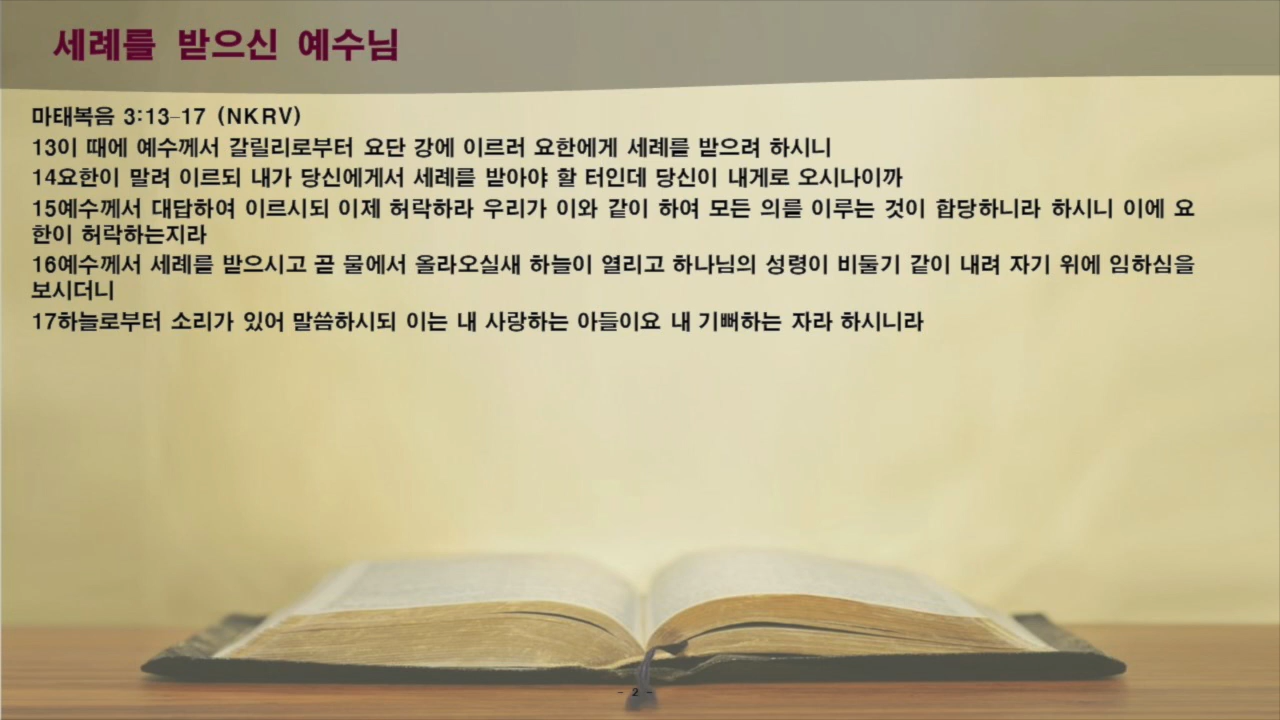 세례를 받으신 예수님
마태복음 3:13-17 (NKRV)
13이 때에 예수께서 갈릴리로부터 요단 강에 이르러 요한에게 세례를 받으려 하시니
14요한이 말려 이르되 내가 당신에게서 세례를 받아야 할 터인데 당신이 내게로 오시나이까
15예수께서 대답하여 이르시되 이제 허락하라 우리가 이와 같이 하여 모든 의를 이루는 것이 합당하니라 하시니 이에 요
한이 허락하는지라
16예수께서 세례를 받으시고 곧 물에서 올라오실새 하늘이 열리고 하나님의 성령이 비둘기 같이 내려 자기 위에 임하심을
보시더니
17하늘로부터 소리가 있어 말씀하시되 이는 내 사랑하는 아들이요 내 기뻐하는 자라 하시니라
- 2 -